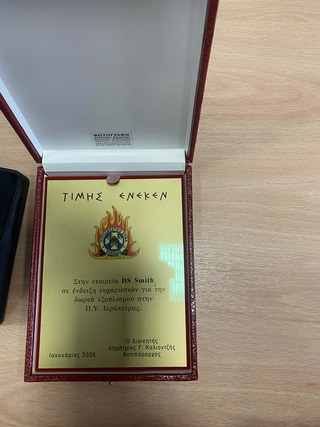 ΤΙΜΗΣ ΕΝΕΚΕΝ
Στην εταιρεία DS Smith,
σε ένδειξη ευχαριστιών για την
δωρεά εξοπλισμού στην
Π.Υ. Ιεράπετρας.
Ο Διοικητής
Δημήτριος Γ. Καλιοντζής
Ιανουάριος 2026 Αντιπύραρχος